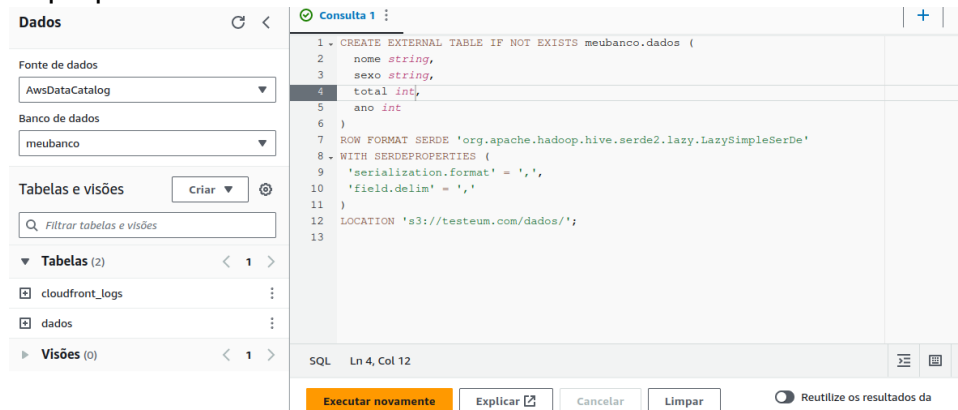 Dados
Fonte de dados
AwsDataCatalog
Banco de dados
meubanco
Tabelas e visões
Criar
Filtrar tabelas e visões
Tabelas (2)
1
cloudfront_logs
dados
Visões (0)
1
Consulta 1
1 CREATE EXTERNAL TABLE IF NOT EXISTS meubanco.dados (
2 nome string,
3 sexo string,
4 total int,
5 ano int
6 )
7 ROW FORMAT SERDE 'org.apache.hadoop.hive.serde2.lazy.LazySimpleSerDe'
8 WITH SERDEPROPERTIES (
9 'serialization.format' = ',',
10 'field.delim' = ','
11 )
12 LOCATION 's3://testeum.com/dados/';
13
SQL Ln 4, Col 12
Executar novamente
Explicar
Cancelar
Limpar
Reutilize os resultados da